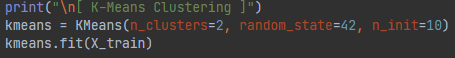 print("\n[ K-Means Clustering ]")
kmeans = KMeans(n_clusters=2, random_state=42, n_init=10)
kmeans.fit(X_train)